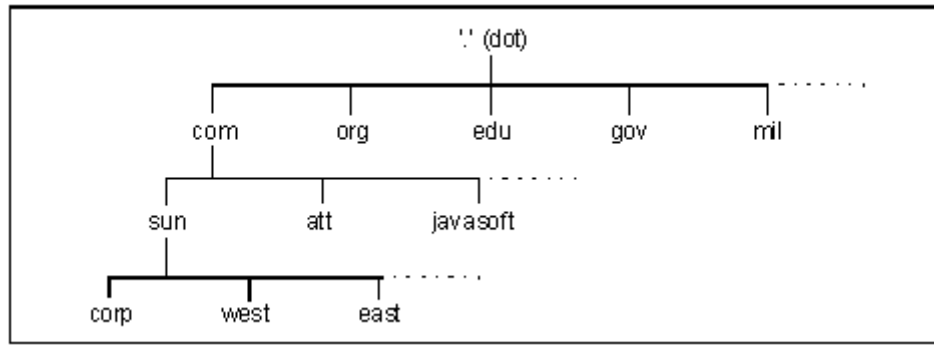 '.' (dot)
com org edu gov mil
sun att javasoft
corp west east